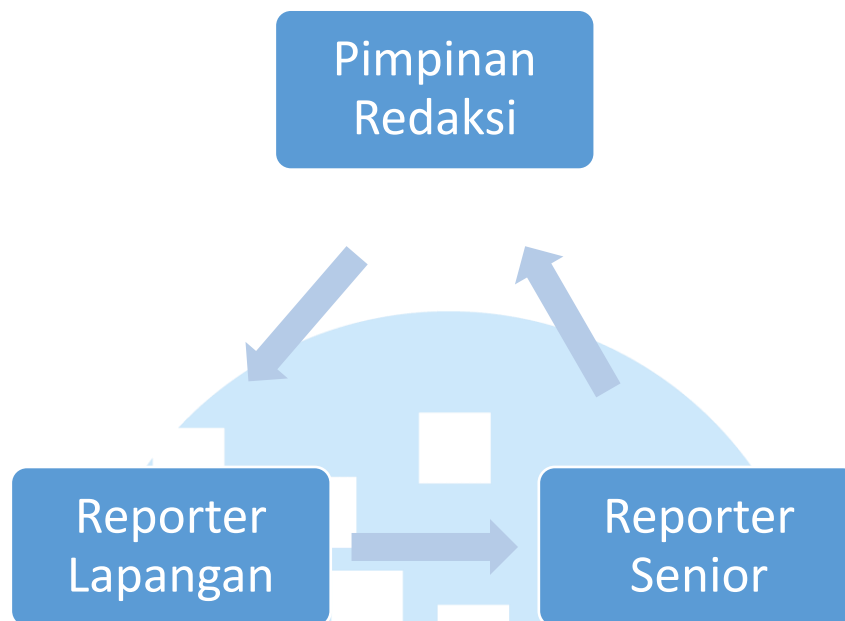 Pimpinan
Redaksi
Reporter
Lapangan
Reporter
Senior